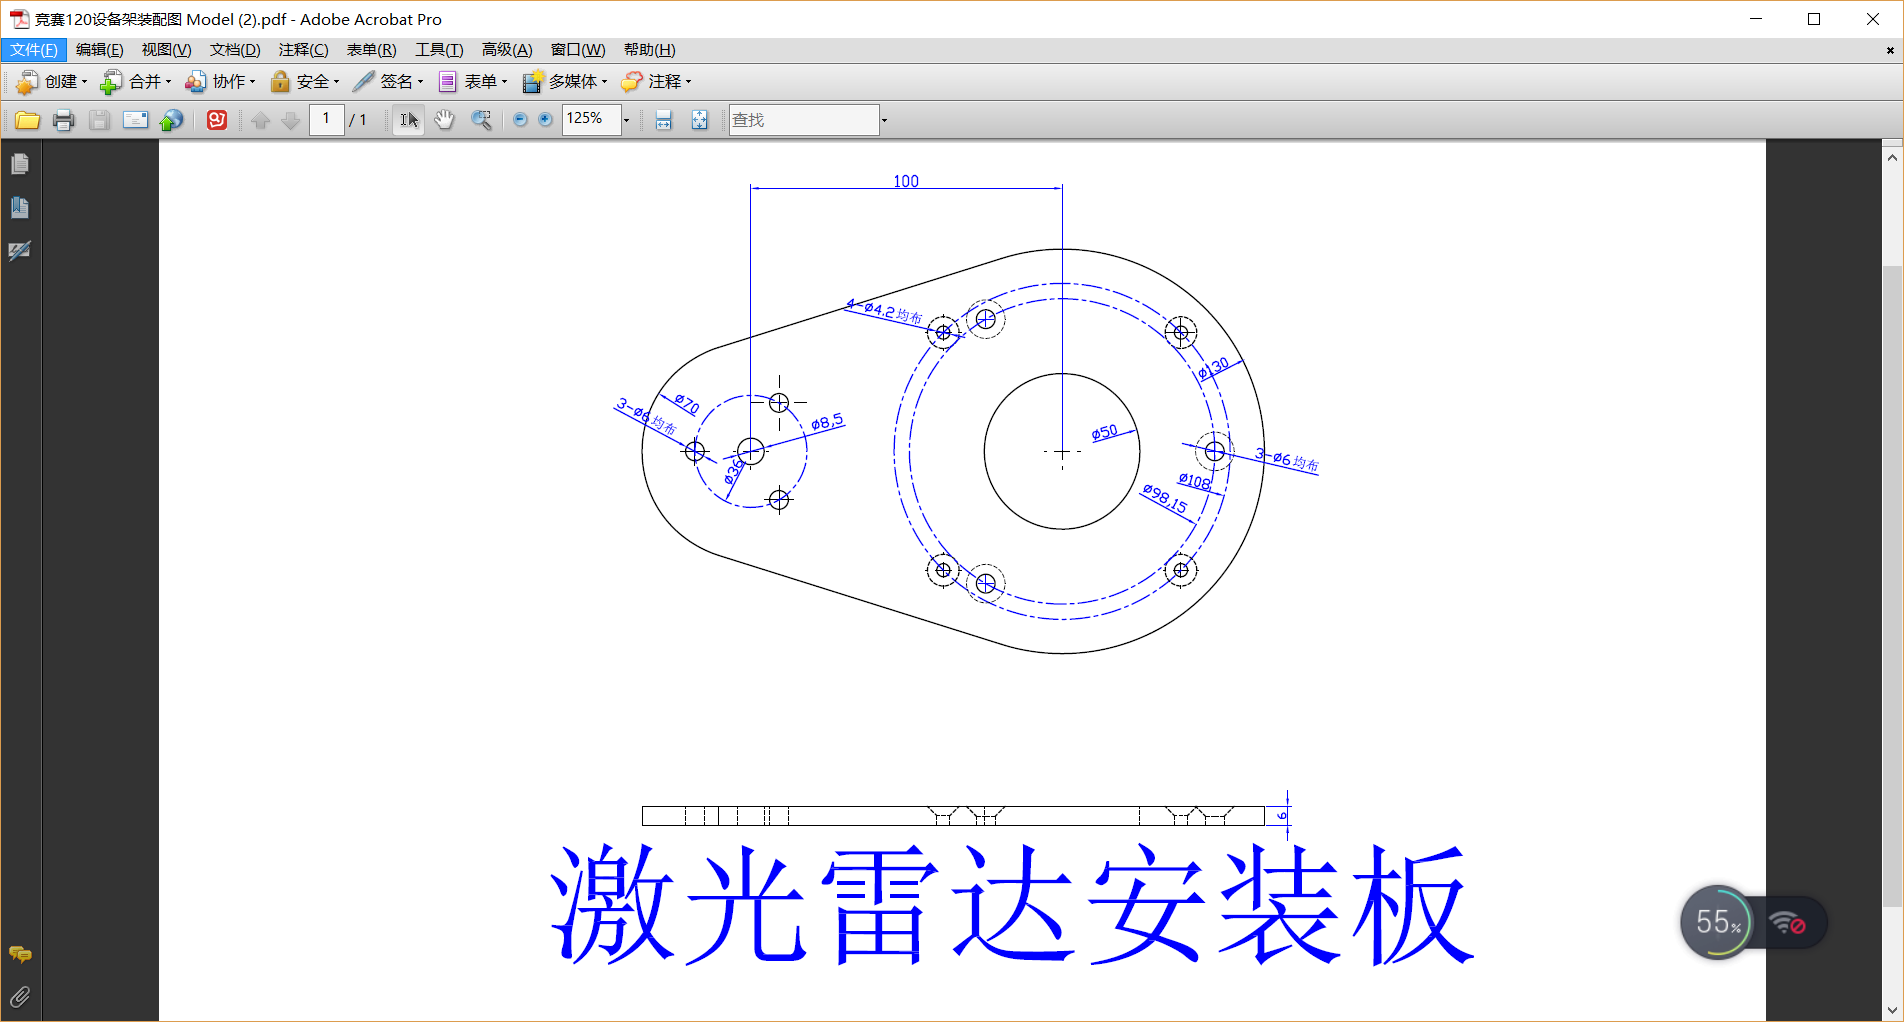 竞赛120设备架装配图 Model (2).pdf - Adobe Acrobat Pro
文件(F) 编辑(E) 视图(V) 文档(D) 注释(C) 表单(R) 工具(T) 高级(A) 窗口(W) 帮助(H)
创建 合并 协作 安全 签名 表单 多媒体 注释
1 / 1 125% 查找
100
4-ø4.2均布
ø130
ø70
3-ø6均布
ø8,5
ø50
ø36
3-ø6均布
ø108
ø98,15
6
激光雷达安装板
55%